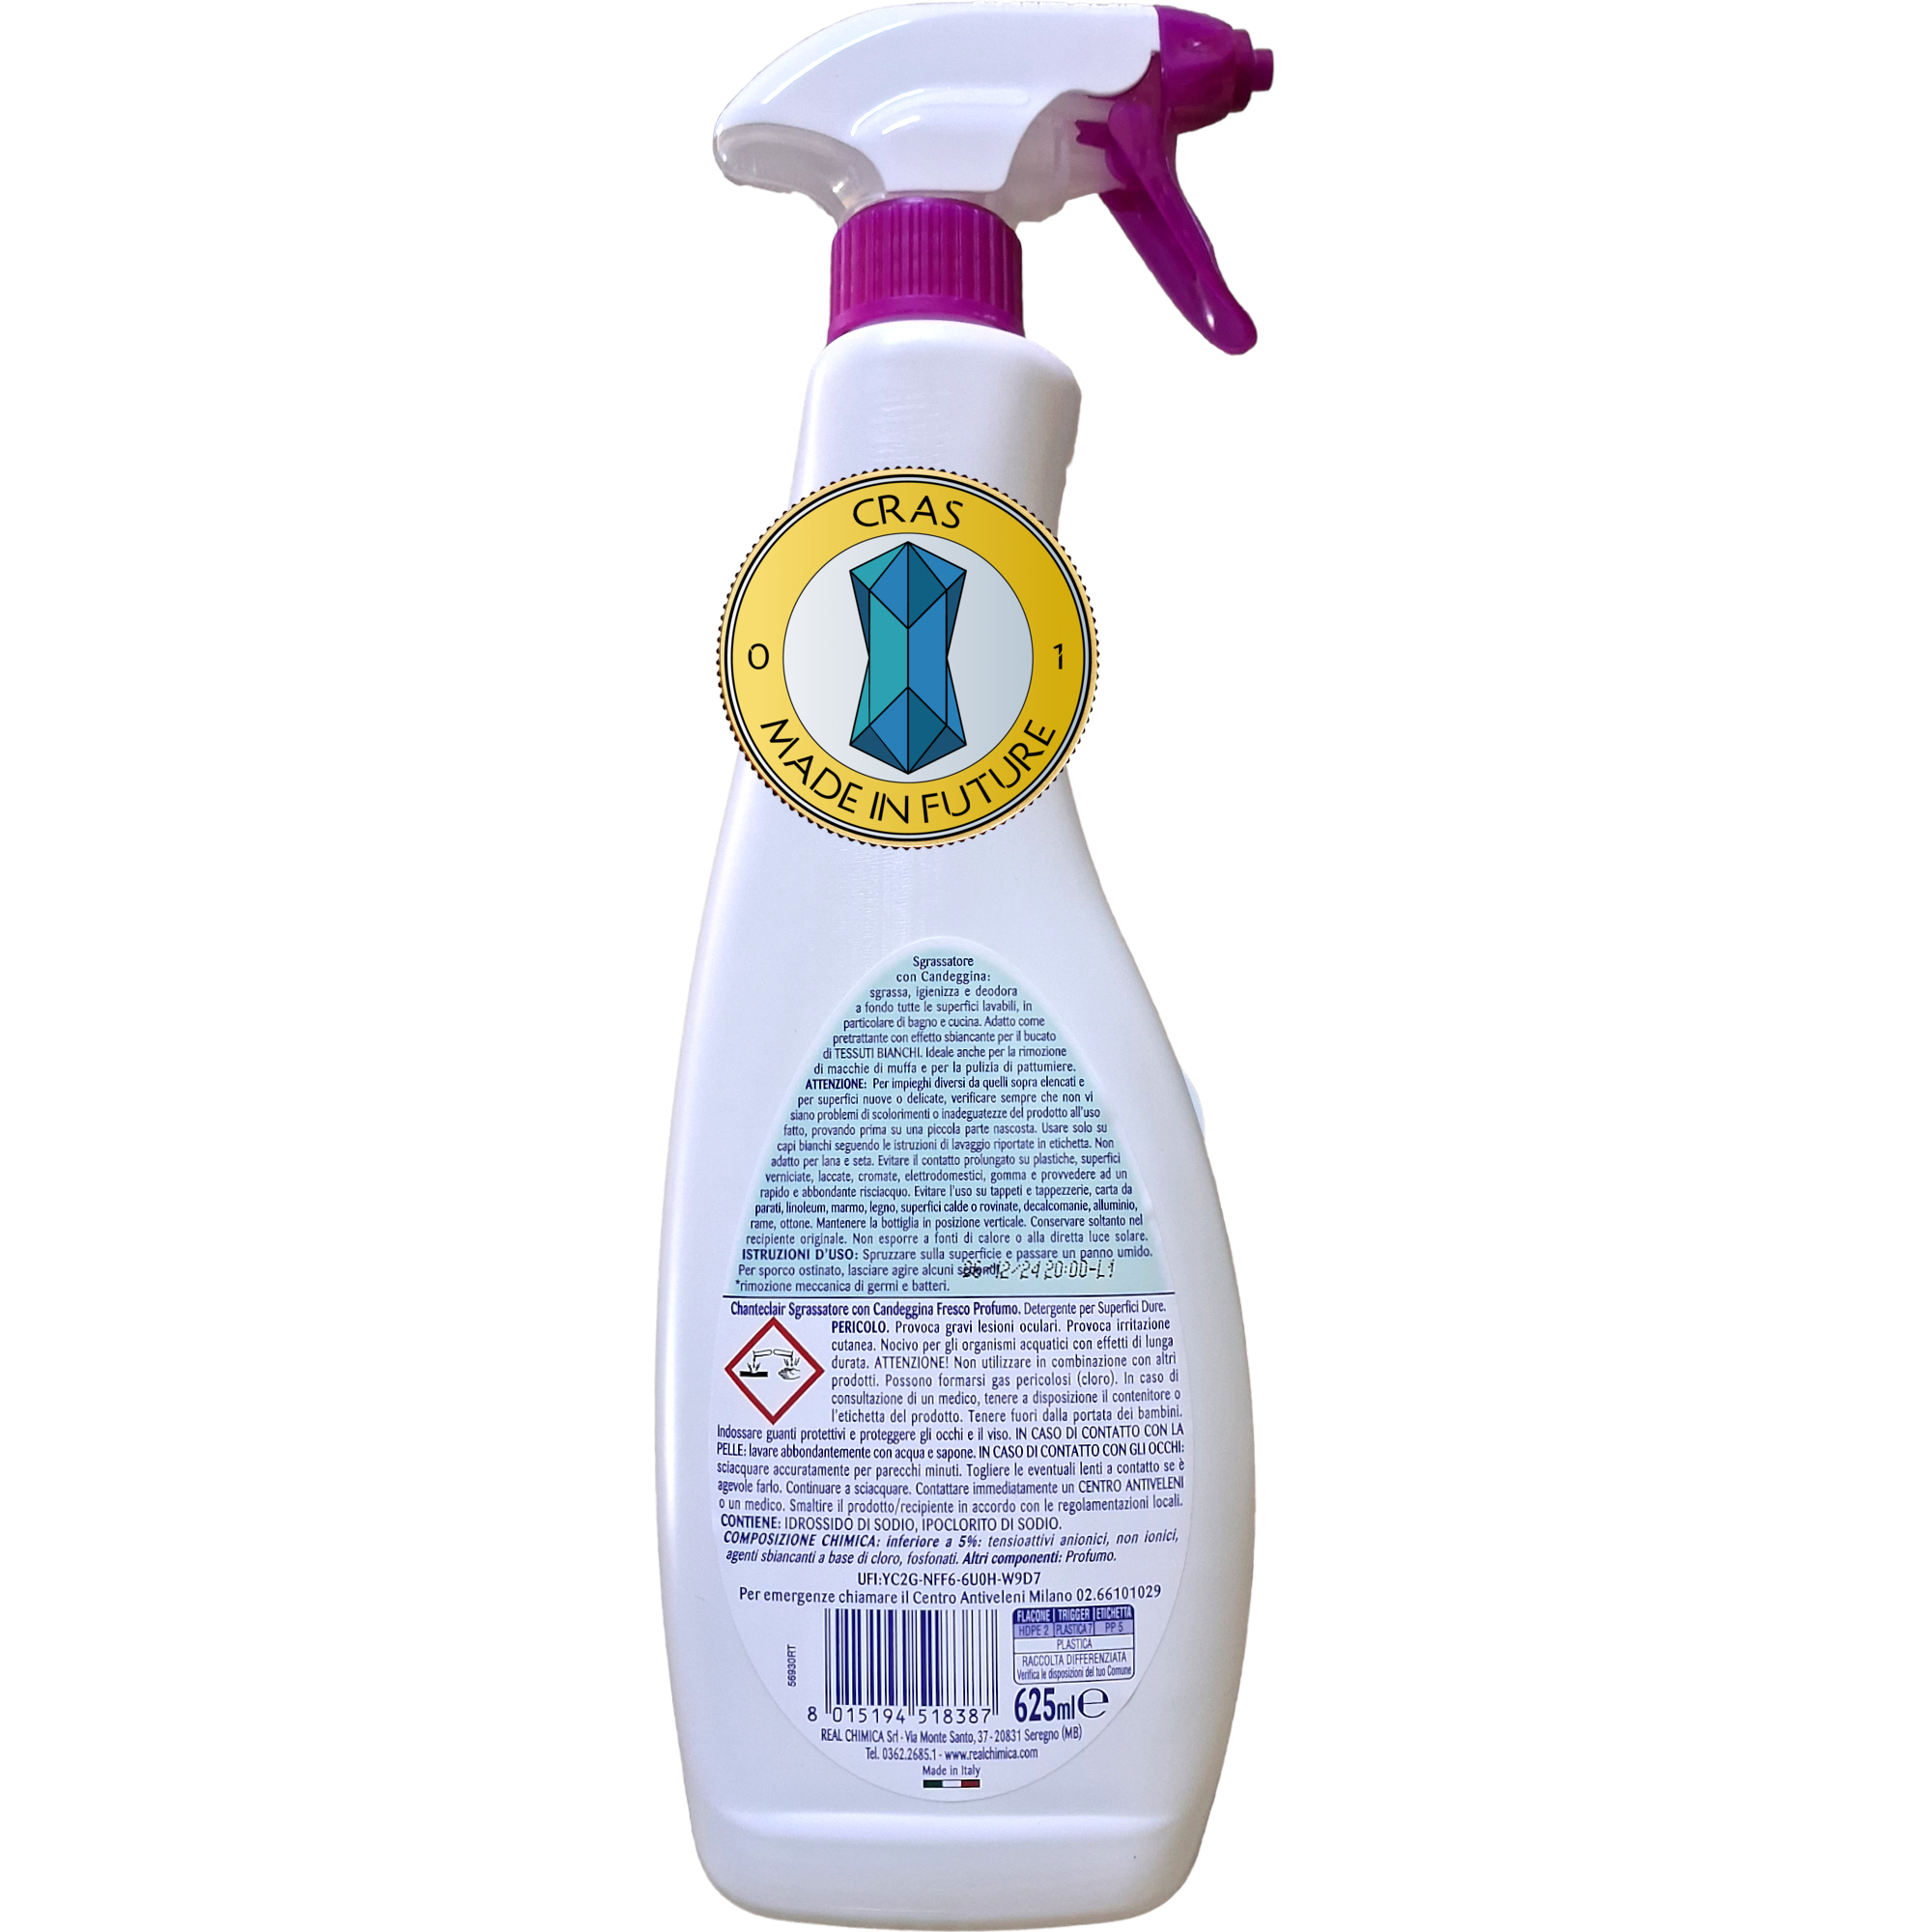 CRAS
0 1
MADE IN FUTURE
Sgrassatore
con Candeggina:
sgrassa, igienizza e deodora
a fondo tutte le superfici lavabili, in
particolare di bagno e cucina. Adatto come
pretrattante con effetto sbiancante per il bucato
di TESSUTI BIANCHI. Ideale anche per la rimozione
di macchie di muffa e per la pulizia di pattumiere.
ATTENZIONE: Per impieghi diversi da quelli sopra elencati e
per superfici nuove o delicate, verificare sempre che non vi
siano problemi di scolorimenti o inadeguatezze del prodotto all'uso
fatto, provando prima su una piccola parte nascosta. Usare solo su
capi bianchi seguendo le istruzioni di lavaggio riportate in etichetta. Non
adatto per lana e seta. Evitare il contatto prolungato su plastiche, superfici
verniciate, laccate, cromate, elettrodomestici, gomma e provvedere ad un
rapido e abbondante risciacquo. Evitare l'uso su tappeti e tappezzerie, carta da
parati, linoleum, marmo, legno, superfici calde o rovinate, decalcomanie, alluminio,
rame, ottone. Mantenere la bottiglia in posizione verticale. Conservare soltanto nel
recipiente originale. Non esporre a fonti di calore o alla diretta luce solare.
ISTRUZIONI D'USO: Spruzzare sulla superficie e passare un panno umido.
Per sporco ostinato, lasciare agire alcuni secondi. /24 20:00-L1
*rimozione meccanica di germi e batteri.
Chanteclair Sgrassatore con Candeggina Fresco Profumo. Detergente per Superfici Dure.
PERICOLO. Provoca gravi lesioni oculari. Provoca irritazione
cutanea. Nocivo per gli organismi acquatici con effetti di lunga
durata. ATTENZIONE! Non utilizzare in combinazione con altri
prodotti. Possono formarsi gas pericolosi (cloro). In caso di
consultazione di un medico, tenere a disposizione il contenitore o
l'etichetta del prodotto. Tenere fuori dalla portata dei bambini.
Indossare guanti protettivi e proteggere gli occhi e il viso. IN CASO DI CONTATTO CON LA
PELLE: lavare abbondantemente con acqua e sapone. IN CASO DI CONTATTO CON GLI OCCHI:
sciacquare accuratamente per parecchi minuti. Togliere le eventuali lenti a contatto se è
agevole farlo. Continuare a sciacquare. Contattare immediatamente un CENTRO ANTIVELENI
o un medico. Smaltire il prodotto/recipiente in accordo con le regolamentazioni locali.
CONTIENE: IDROSSIDO DI SODIO, IPOCLORITO DI SODIO.
COMPOSIZIONE CHIMICA: inferiore a 5%: tensioattivi anionici, non ionici,
agenti sbiancanti a base di cloro, fosfonati. Altri componenti: Profumo.
UFI:YC2G-NFF6-6U0H-W9D7
Per emergenze chiamare il Centro Antiveleni Milano 02.66101029
56930RT
FLACONE TRIGGER ETICHETTA
HDPE 2 PLASTICA 7 PP 5
PLASTICA
RACCOLTA DIFFERENZIATA
Verifica le disposizioni del tuo Comune
625ml e
8 015194 518387
REAL CHIMICA Srl - Via Monte Santo, 37 - 20831 Seregno (MB)
Tel. 0362.2685.1 - www.realchimica.com
Made in Italy